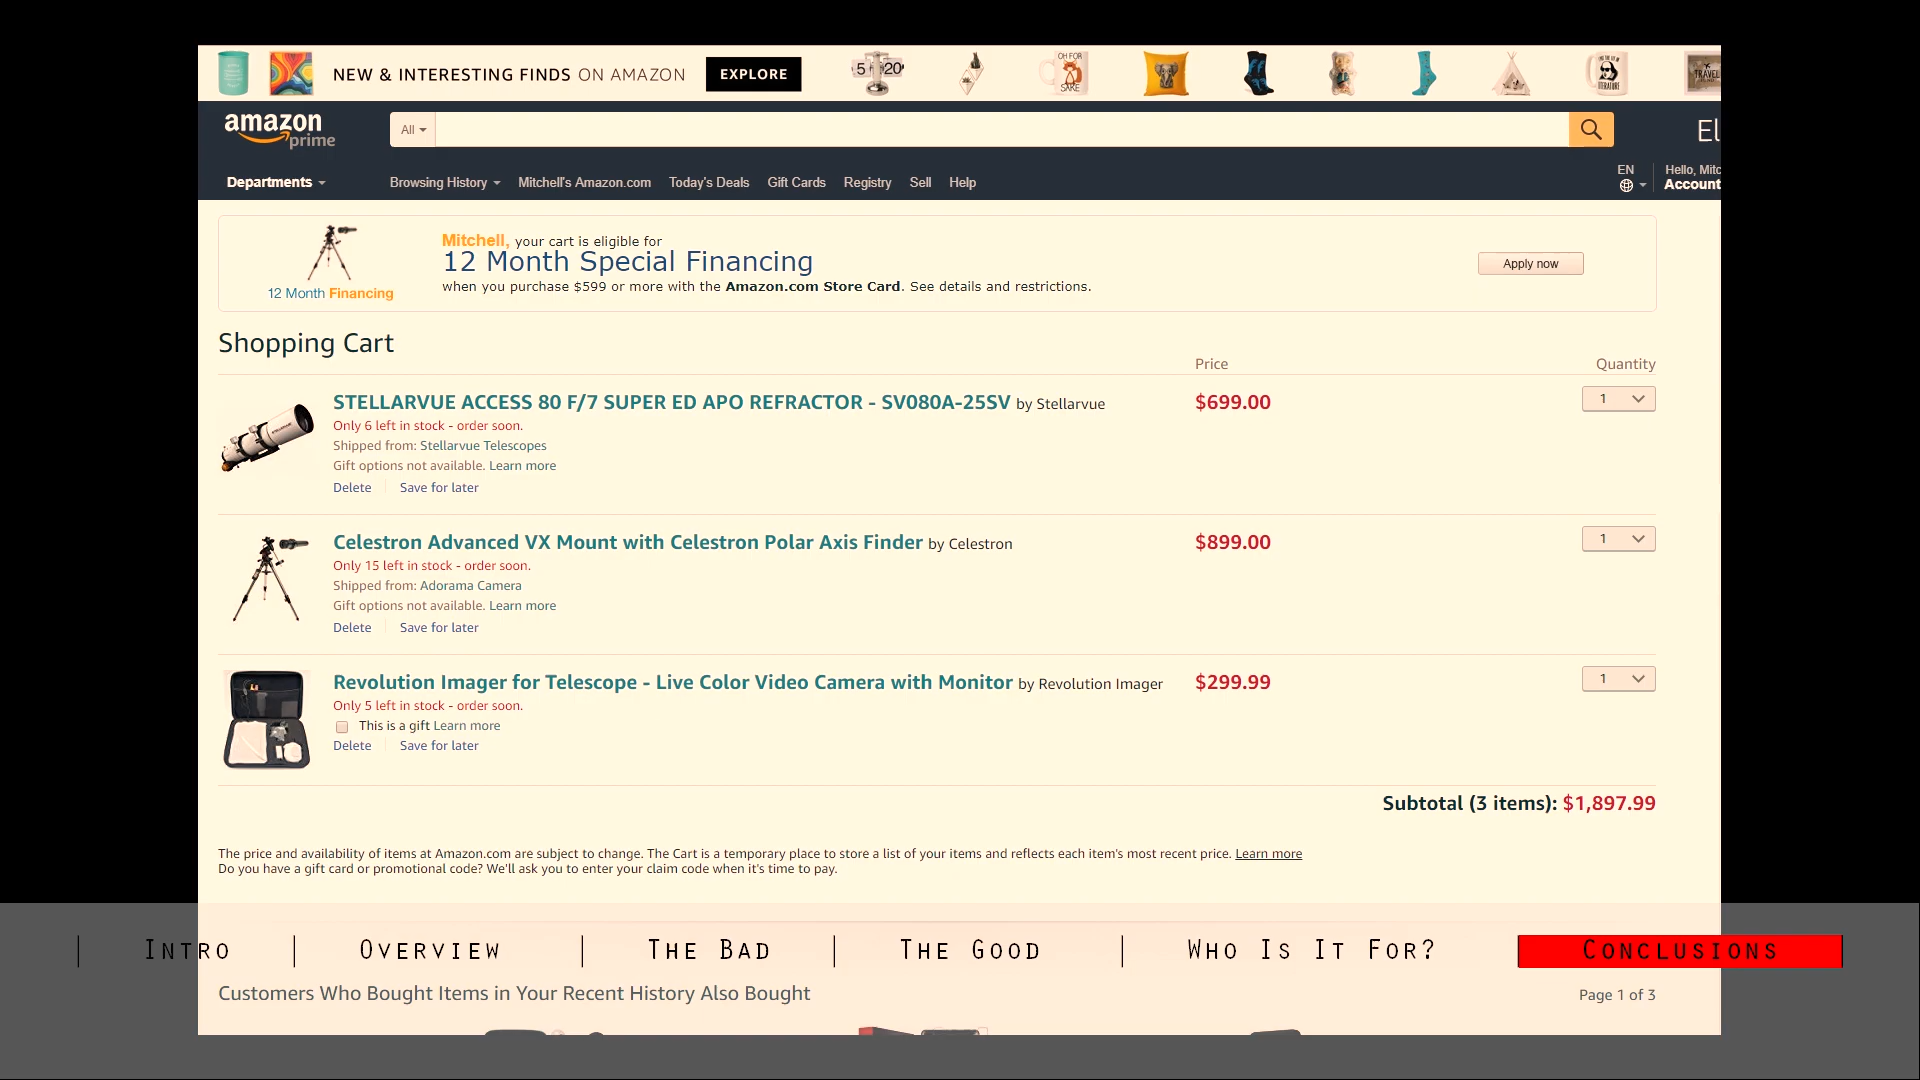 NEW & INTERESTING FINDS ON AMAZON
EXPLORE
5 20
OH FOR
SAKE
LITERATURE
TRAVEL
amazon
prime
All
El
Departments
Browsing History
Mitchell's Amazon.com
Today's Deals
Gift Cards
Registry
Sell
Help
EN
Hello, Mitc
Account
12 Month Financing
Mitchell, your cart is eligible for
12 Month Special Financing
when you purchase $599 or more with the Amazon.com Store Card. See details and restrictions.
Apply now
Shopping Cart
Price
Quantity
STELLARVUE ACCESS 80 F/7 SUPER ED APO REFRACTOR - SV080A-25SV by Stellarvue
$699.00
1
Only 6 left in stock - order soon.
Shipped from: Stellarvue Telescopes
Gift options not available. Learn more
Delete
Save for later
Celestron Advanced VX Mount with Celestron Polar Axis Finder by Celestron
$899.00
1
Only 15 left in stock - order soon.
Shipped from: Adorama Camera
Gift options not available. Learn more
Delete
Save for later
Revolution Imager for Telescope - Live Color Video Camera with Monitor by Revolution Imager
$299.99
1
Only 5 left in stock - order soon.
This is a gift Learn more
Delete
Save for later
Subtotal (3 items): $1,897.99
The price and availability of items at Amazon.com are subject to change. The Cart is a temporary place to store a list of your items and reflects each item's most recent price. Learn more
Do you have a gift card or promotional code? We'll ask you to enter your claim code when it's time to pay.
Intro
Overview
The Bad
The Good
Who Is It For?
Conclusions
Customers Who Bought Items in Your Recent History Also Bought
Page 1 of 3